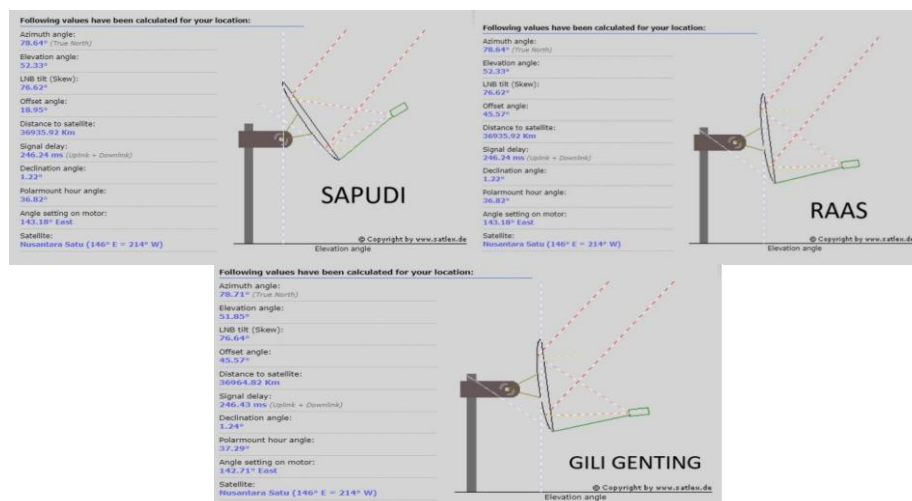 Following values have been calculated for your location:
Azimuth angle:
78.64° (True North)
Elevation angle:
52.33°
LNB tilt (Skew):
76.62°
Offset angle:
18.95°
Distance to satellite:
36935.92 Km
Signal delay:
246.24 ms (Uplink + Downlink)
Declination angle:
1.22°
Polarmount hour angle:
36.82°
Angle setting on motor:
143.18° East
Satellite:
Nusantara Satu (146° E = 214° W)
SAPUDI
© Copyright by www.satlex.de
Elevation angle
Following values have been calculated for your location:
Azimuth angle:
78.64° (True North)
Elevation angle:
52.33°
LNB tilt (Skew):
76.62°
Offset angle:
45.57°
Distance to satellite:
36935.92 Km
Signal delay:
246.24 ms (Uplink + Downlink)
Declination angle:
1.22°
Polarmount hour angle:
36.82°
Angle setting on motor:
143.18° East
Satellite:
Nusantara Satu (146° E = 214° W)
RAAS
© Copyright by www.satlex.de
Elevation angle
Following values have been calculated for your location:
Azimuth angle:
78.71° (True North)
Elevation angle:
51.85°
LNB tilt (Skew):
76.64°
Offset angle:
45.57°
Distance to satellite:
36964.82 Km
Signal delay:
246.43 ms (Uplink + Downlink)
Declination angle:
1.24°
Polarmount hour angle:
37.29°
Angle setting on motor:
142.71° East
Satellite:
Nusantara Satu (146° E = 214° W)
GILI GENTING
© Copyright by www.satlex.de
Elevation angle